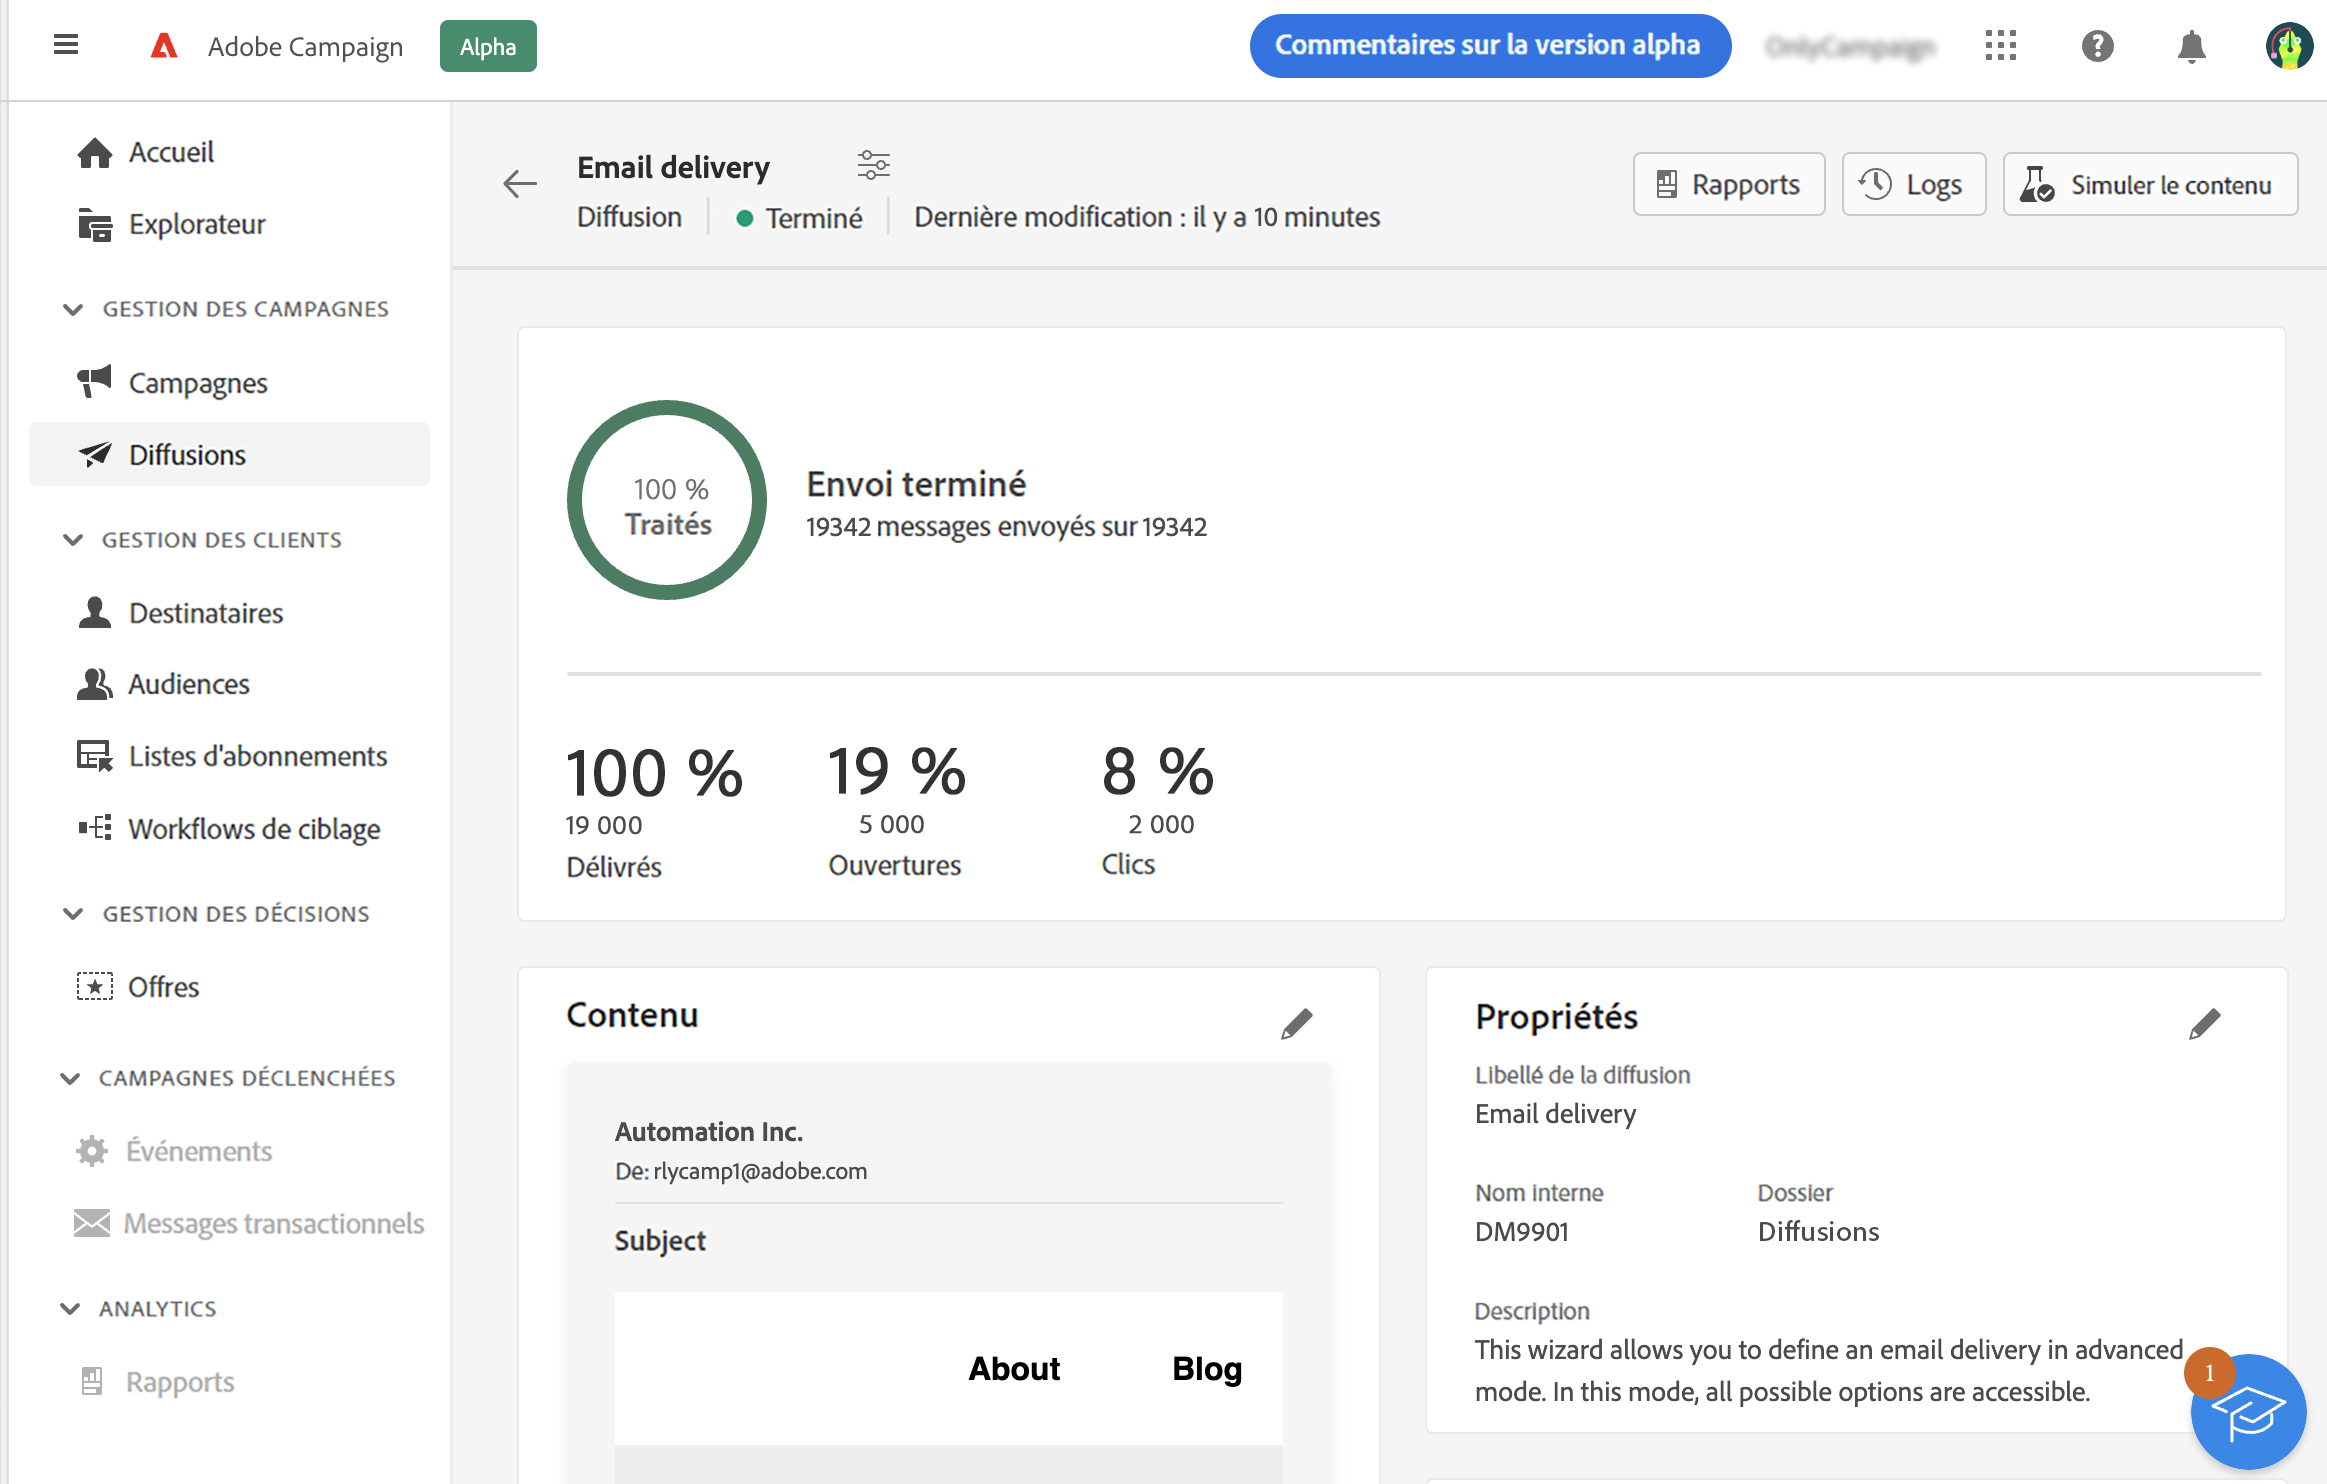 Adobe Campaign
Alpha
Commentaires sur la version alpha
Accueil
Explorateur
GESTION DES CAMPAGNES
Campagnes
Diffusions
GESTION DES CLIENTS
Destinataires
Audiences
Listes d'abonnements
Workflows de ciblage
GESTION DES DÉCISIONS
Offres
CAMPAGNES DÉCLENCHÉES
Événements
Messages transactionnels
ANALYTICS
Rapports
Email delivery
Diffusion
Terminé
Dernière modification : il y a 10 minutes
Rapports
Logs
Simuler le contenu
100 %
Traités
Envoi terminé
19342 messages envoyés sur 19342
100 %
19 000
Délivrés
19 %
5 000
Ouvertures
8 %
2 000
Clics
Contenu
Automation Inc.
De: rlycamp1@adobe.com
Subject
About
Blog
Propriétés
Libellé de la diffusion
Email delivery
Nom interne
DM9901
Dossier
Diffusions
Description
This wizard allows you to define an email delivery in advanced
mode. In this mode, all possible options are accessible.
1